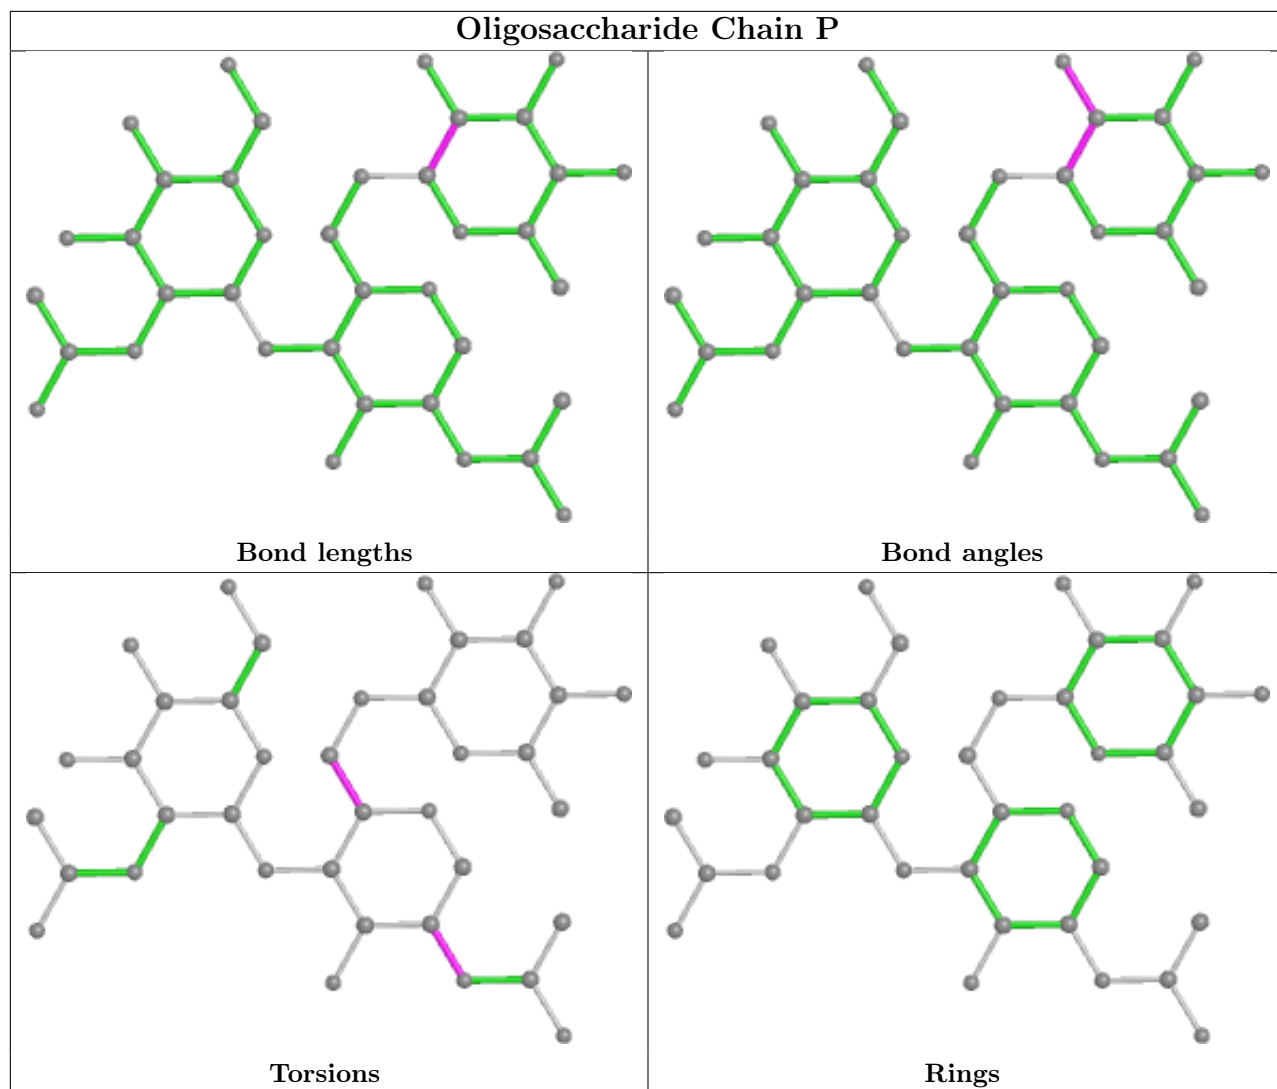 Oligosaccharide Chain P
Bond lengths
Bond angles
Torsions
Rings